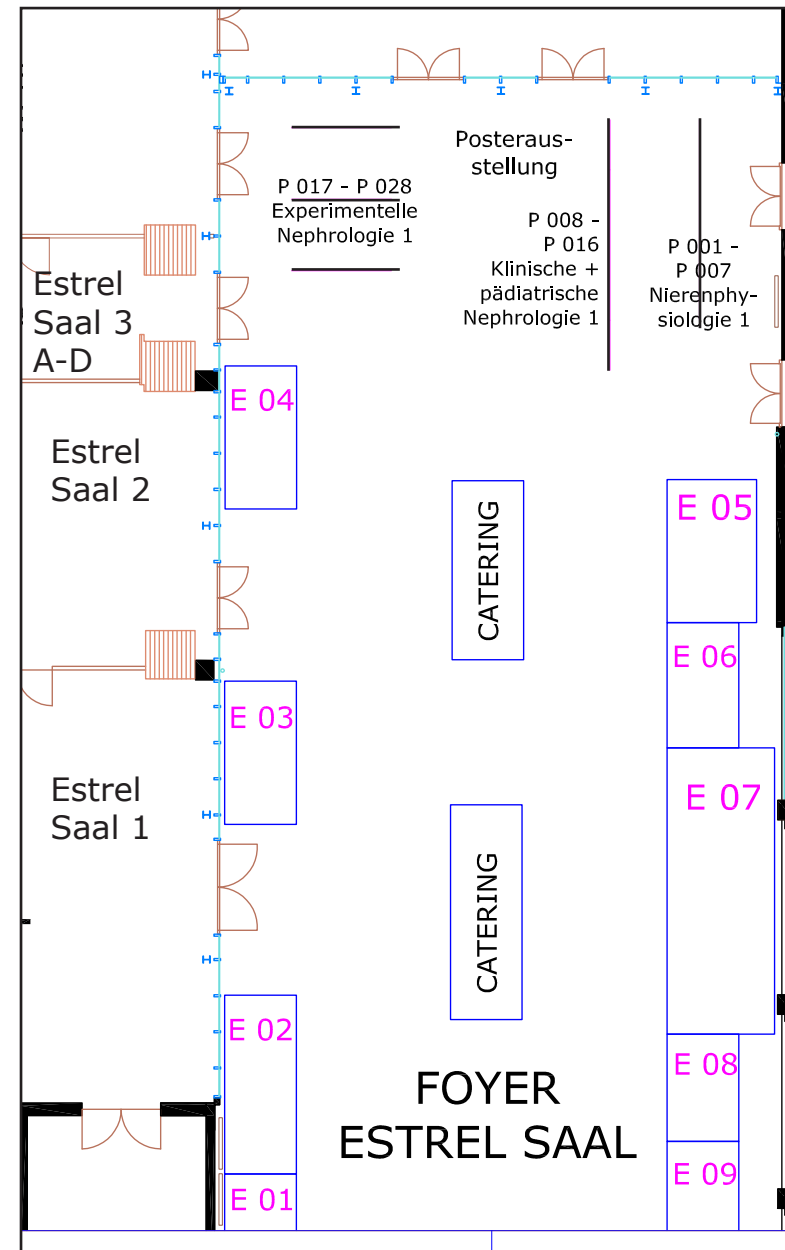 Posteraus-
stellung
P 017 - P 028
Experimentelle
Nephrologie 1
P 008 -
P 016
Klinische +
pädiatrische
Nephrologie 1
P 001 -
P 007
Nierenphy-
siologie 1
Estrel
Saal 3
A-D
E 04
Estrel
Saal 2
CATERING
E 05
E 06
E 03
Estrel
Saal 1
E 07
CATERING
E 02
E 08
FOYER
ESTREL SAAL
E 09
E 01